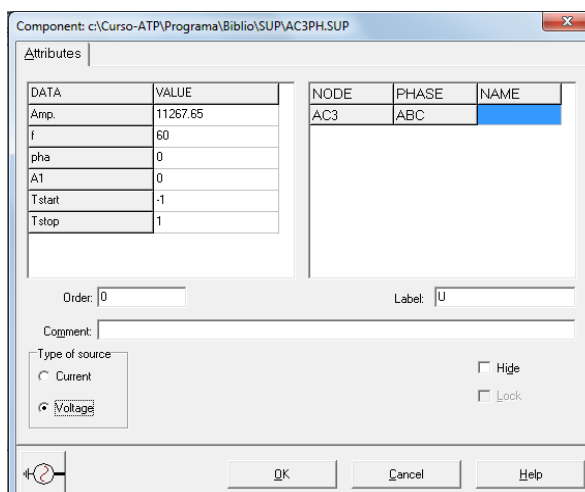 Component: c:\Curso-ATP\Programa\Biblio\SUP\AC3PH.SUP
Attributes
DATA VALUE
Amp. 11267.65
f 60
pha 0
A1 0
Tstart -1
Tstop 1
NODE PHASE NAME
AC3 ABC
Order: 0
Label: U
Comment:
Type of source
Current
Voltage
Hide
Lock
OK Cancel Help